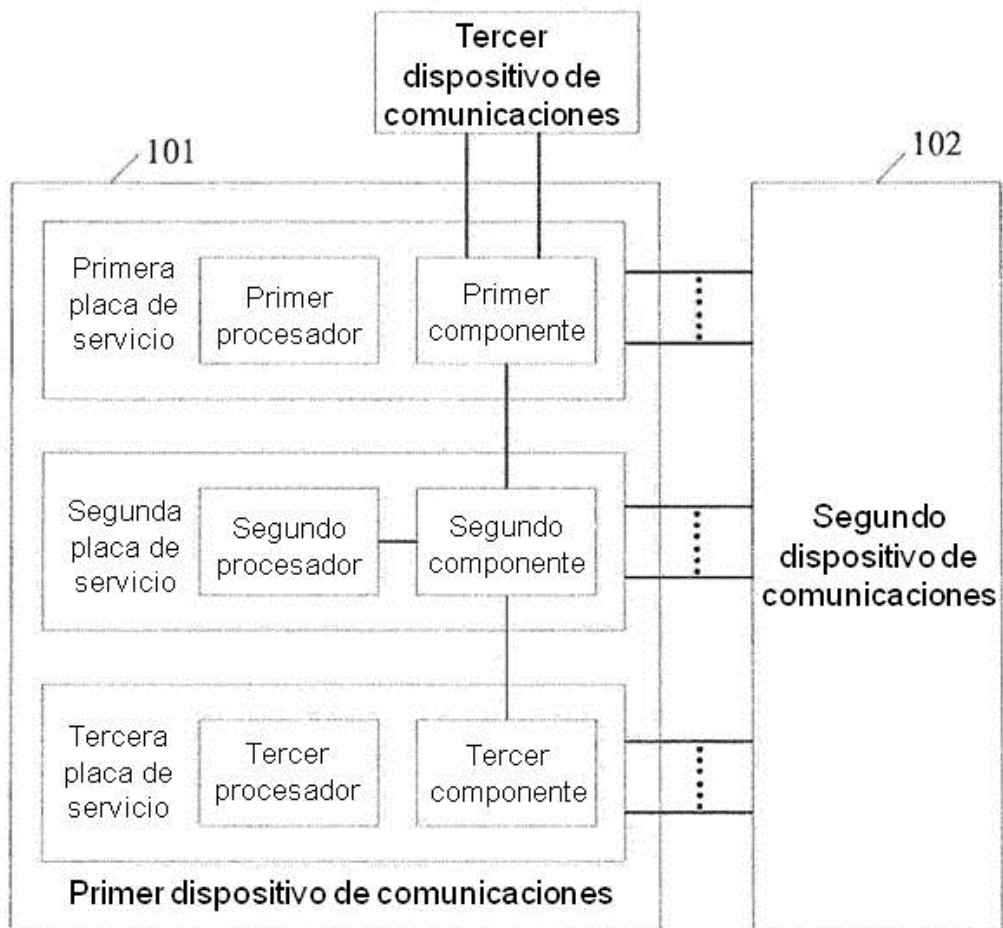 Tercer
dispositivo de
comunicaciones
101
102
Primera
placa de
servicio
Primer
procesador
Primer
componente
Segunda
placa de
servicio
Segundo
procesador
Segundo
componente
Segundo
dispositivo de
comunicaciones
Tercera
placa de
servicio
Tercer
procesador
Tercer
componente
Primer dispositivo de comunicaciones